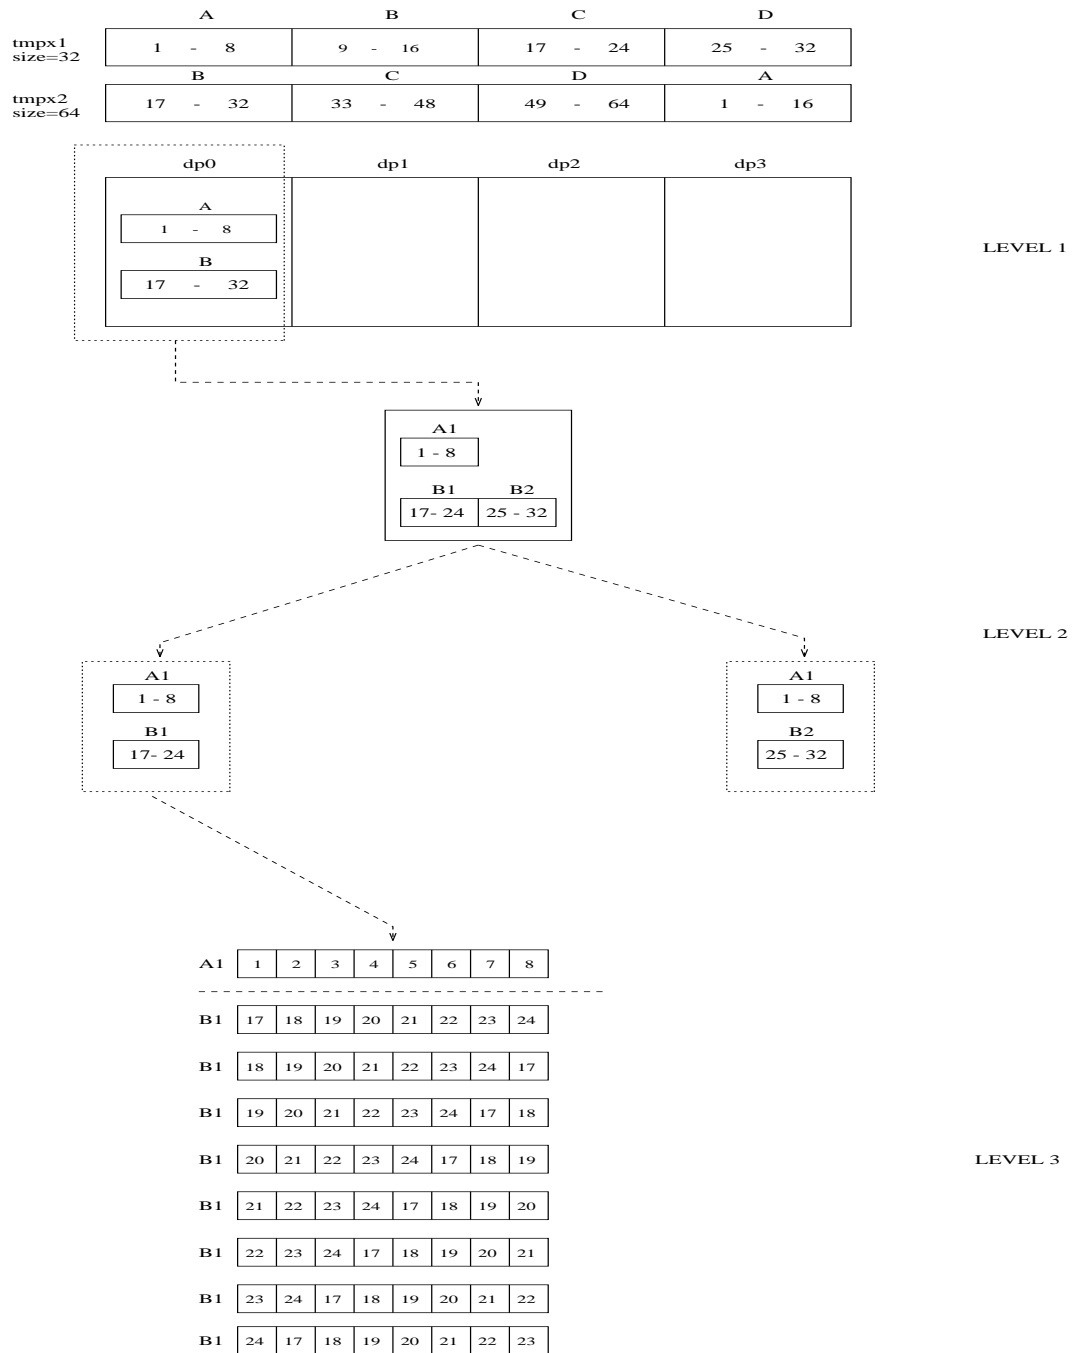 A B C D
tmpx1
size=32
1 - 8 9 - 16 17 - 24 25 - 32
B C D A
tmpx2
size=64
17 - 32 33 - 48 49 - 64 1 - 16
dp0 dp1 dp2 dp3
A
1 - 8
B
17 - 32
LEVEL 1
A1
1 - 8
B1 B2
17- 24 25 - 32
LEVEL 2
A1 A1
1 - 8 1 - 8
B1 B2
17- 24 25 - 32
A1 1 2 3 4 5 6 7 8
B1 17 18 19 20 21 22 23 24
B1 18 19 20 21 22 23 24 17
B1 19 20 21 22 23 24 17 18
B1 20 21 22 23 24 17 18 19
LEVEL 3
B1 21 22 23 24 17 18 19 20
B1 22 23 24 17 18 19 20 21
B1 23 24 17 18 19 20 21 22
B1 24 17 18 19 20 21 22 23